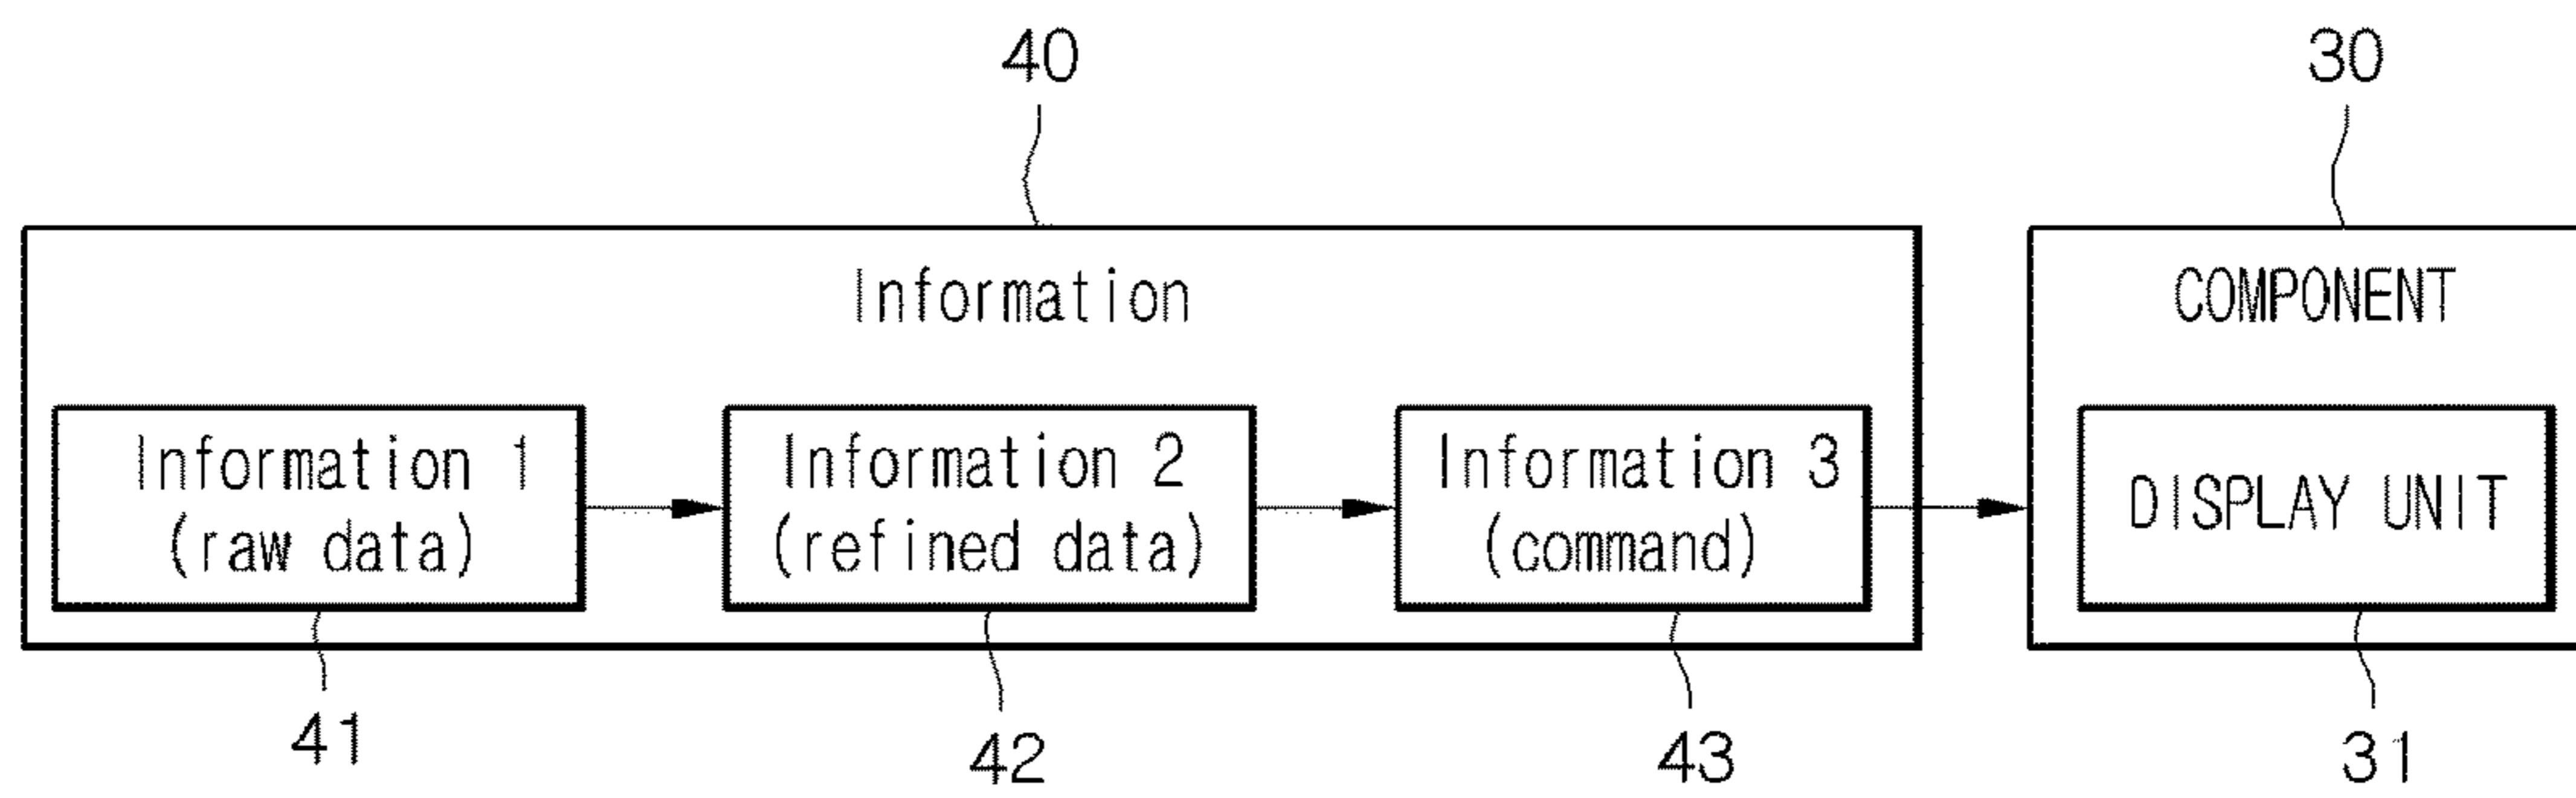 40
30
Information
COMPONENT
Information 1
(raw data)
Information 2
(refined data)
Information 3
(command)
DISPLAY UNIT
41
42
43
31